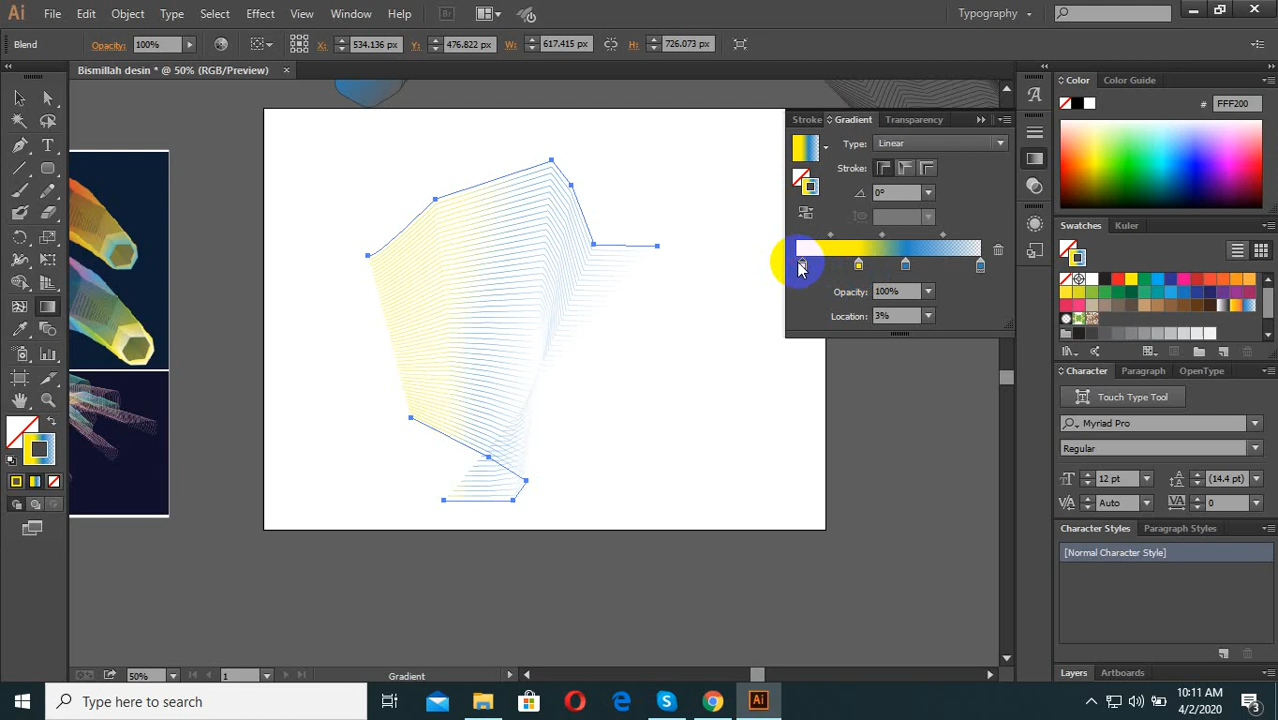 Ai File Edit Object Type Select Effect View Window Help Br Typography
Blend Opacity: 100% X: 534.136 px Y: 476.822 px W: 617.415 px H: 726.073 px
Bismillah desin * @ 50% (RGB/Preview) ×
Stroke Gradient Transparency
Type: Linear
Stroke:
0°
Opacity: 100%
Location: 3%
Color Color Guide
# FFF200
Swatches Kuler
Character Paragraph OpenType
Touch Type Tool
Myriad Pro
Regular
12 pt (14.4 pt)
Auto 0
Character Styles Paragraph Styles
[Normal Character Style]
Layers Artboards
50% 1 Gradient
Type here to search
10:11 AM
4/2/2020
3